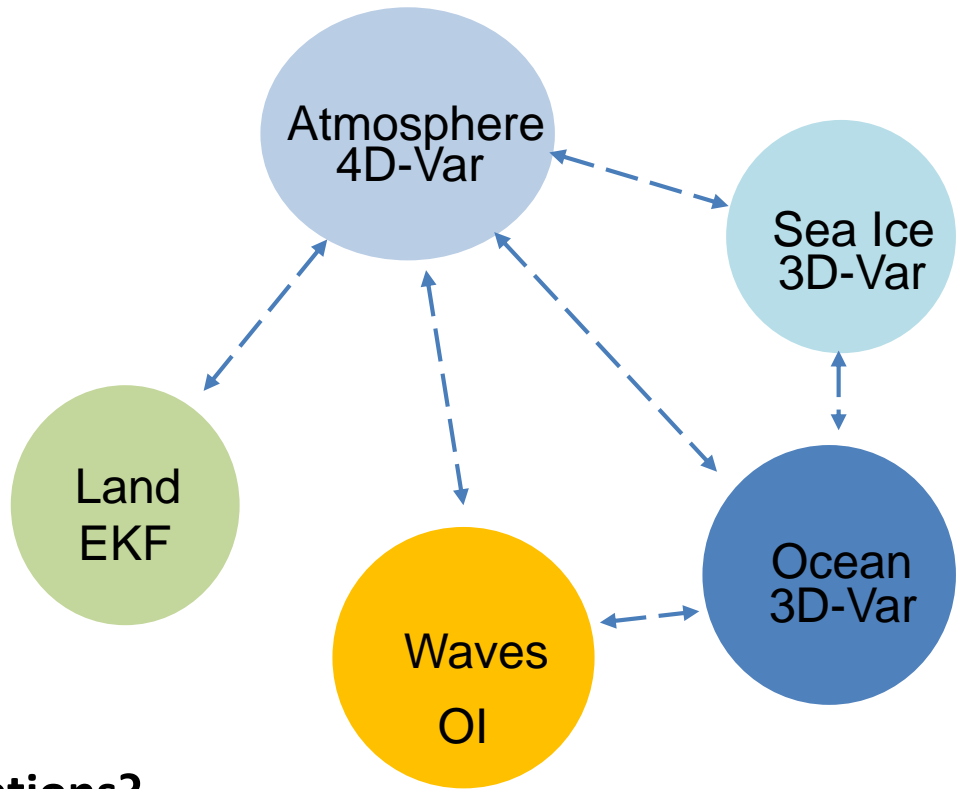 Atmosphere
4D-Var
Sea Ice
3D-Var
Land
EKF
Ocean
3D-Var
Waves
OI